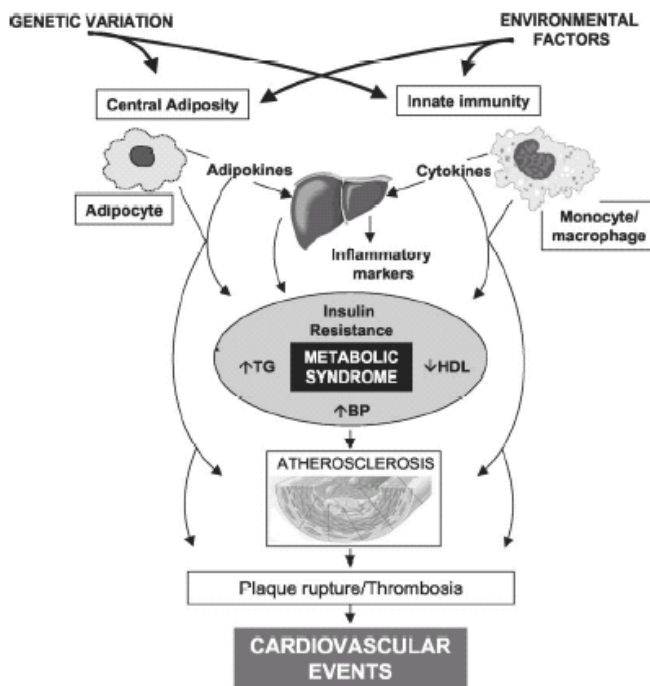 GENETIC VARIATION
ENVIRONMENTAL
FACTORS
Central Adiposity
Innate immunity
Adipokines
Cytokines
Adipocyte
Monocyte/
macrophage
Inflammatory
markers
Insulin
Resistance
↑TG
METABOLIC
SYNDROME
↓HDL
↑BP
ATHEROSCLEROSIS
Plaque rupture/Thrombosis
CARDIOVASCULAR
EVENTS